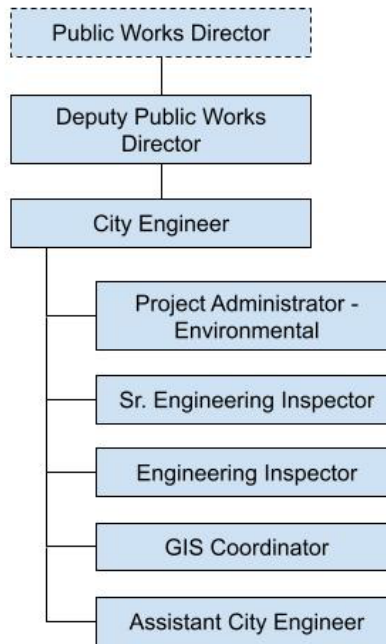 Public Works Director
Deputy Public Works
Director
City Engineer
Project Administrator -
Environmental
Sr. Engineering Inspector
Engineering Inspector
GIS Coordinator
Assistant City Engineer